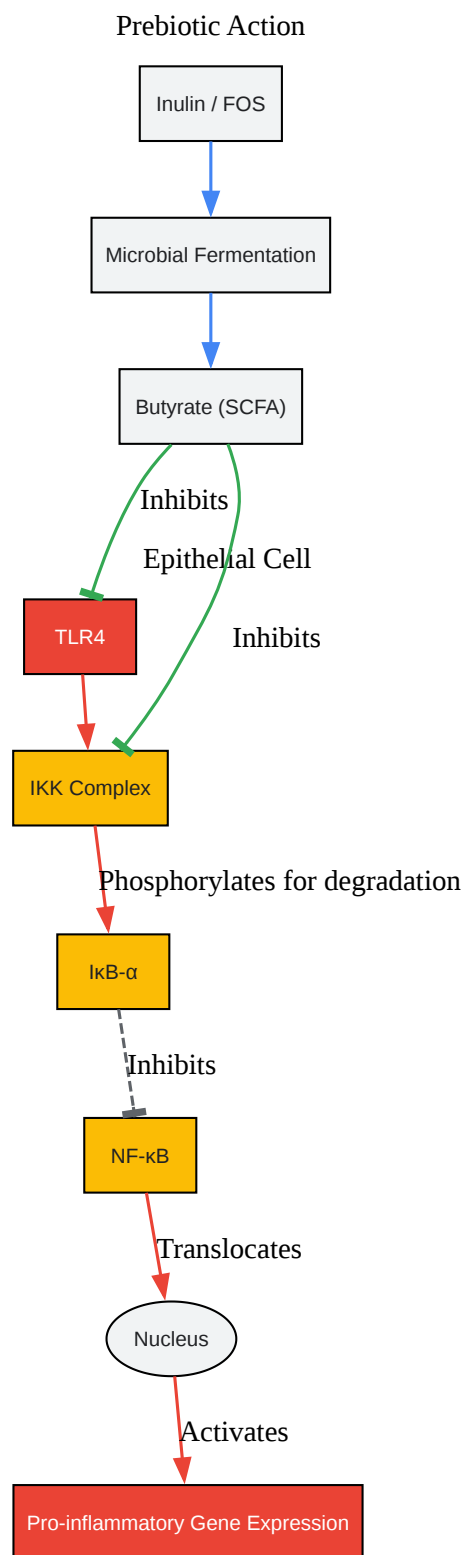 Prebiotic Action
Inulin / FOS
Microbial Fermentation
Butyrate (SCFA)
Inhibits
Epithelial Cell
Inhibits
TLR4
IKK Complex
Phosphorylates for degradation
IκB-α
Inhibits
NF-κB
Translocates
Nucleus
Activates
Pro-inflammatory Gene Expression